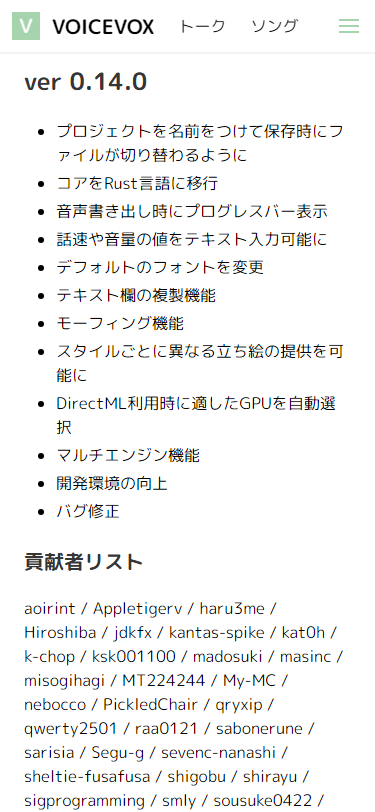 V VOICEVOX トーク ソング
ver 0.14.0
• プロジェクトを名前をつけて保存時にフ
ァイルが切り替わるように
• コアをRust言語に移行
• 音声書き出し時にプログレスバー表示
• 話速や音量の値をテキスト入力可能に
• デフォルトのフォントを変更
• テキスト欄の複製機能
• モーフィング機能
• スタイルごとに異なる立ち絵の提供を可
能に
• DirectML利用時に適したGPUを自動選
択
• マルチエンジン機能
• 開発環境の向上
• バグ修正
貢献者リスト
aoirint / Appletigerv / haru3me /
Hiroshiba / jdkfx / kantas-spike / kat0h /
k-chop / ksk001100 / madosuki / masinc /
misogihagi / MT224244 / My-MC /
nebocco / PickledChair / qryxip /
qwerty2501 / raa0121 / sabonerune /
sarisia / Segu-g / sevenc-nanashi /
sheltie-fusafusa / shigobu / shirayu /
sigprogramming / smly / sousuke0422 /